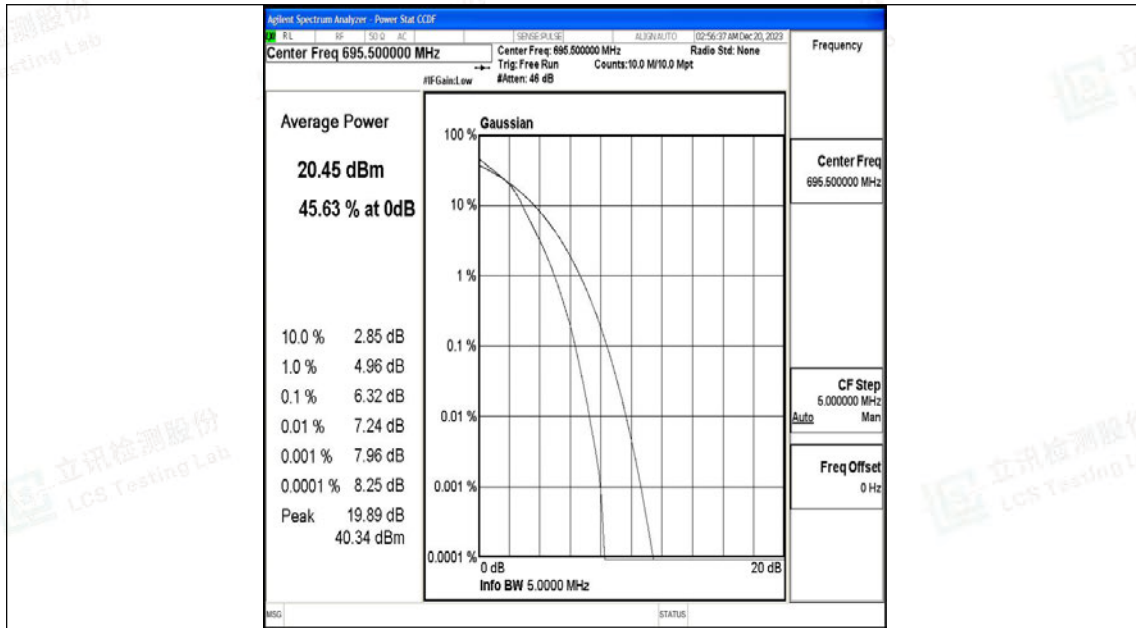 Agilent Spectrum Analyzer - Power Stat CCDF
RL RF 50 Ω AC SENSE:PULSE ALIGNAUTO 02:56:37 AM Dec 20, 2023
Center Freq 695.500000 MHz
Center Freq: 695.500000 MHz Radio Std: None
Trig: Free Run Counts:10.0 M/10.0 Mpt
#IFGain:Low #Atten: 46 dB
Frequency
Average Power
20.45 dBm
45.63 % at 0dB
10.0 % 2.85 dB
1.0 % 4.96 dB
0.1 % 6.32 dB
0.01 % 7.24 dB
0.001 % 7.96 dB
0.0001 % 8.25 dB
Peak 19.89 dB
40.34 dBm
Gaussian
100 %
10 %
1 %
0.1 %
0.01 %
0.001 %
0.0001 %
0 dB 20 dB
Info BW 5.0000 MHz
Center Freq
695.500000 MHz
CF Step
5.000000 MHz
Auto Man
Freq Offset
0 Hz
MSG STATUS
立讯检测股份
LCS Testing Lab
立讯检测股份
LCS Testing L